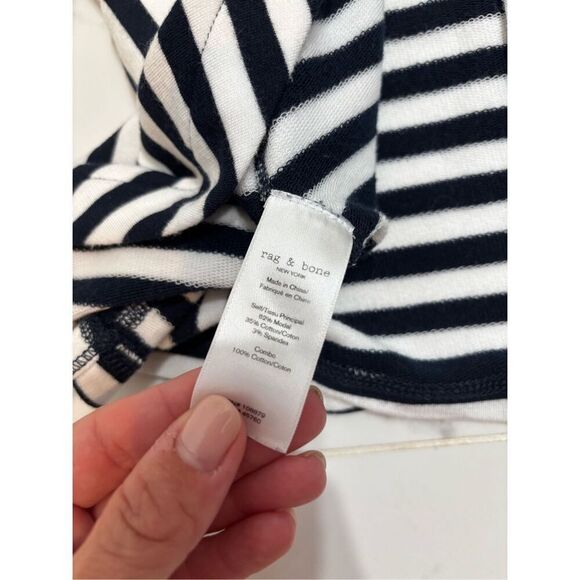 rag & bone
NEW YORK
Made in China/
Fabriqué en Chine
Self/Tissu Principal
62% Modal
35% Cotton/Coton
3% Spandex
Combo
100% Cotton/Coton
108879